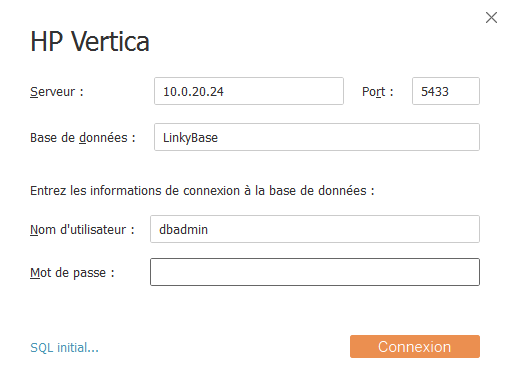 HP Vertica
Serveur : 10.0.20.24 Port : 5433
Base de données : LinkyBase
Entrez les informations de connexion à la base de données :
Nom d'utilisateur : dbadmin
Mot de passe :
SQL initial... Connexion